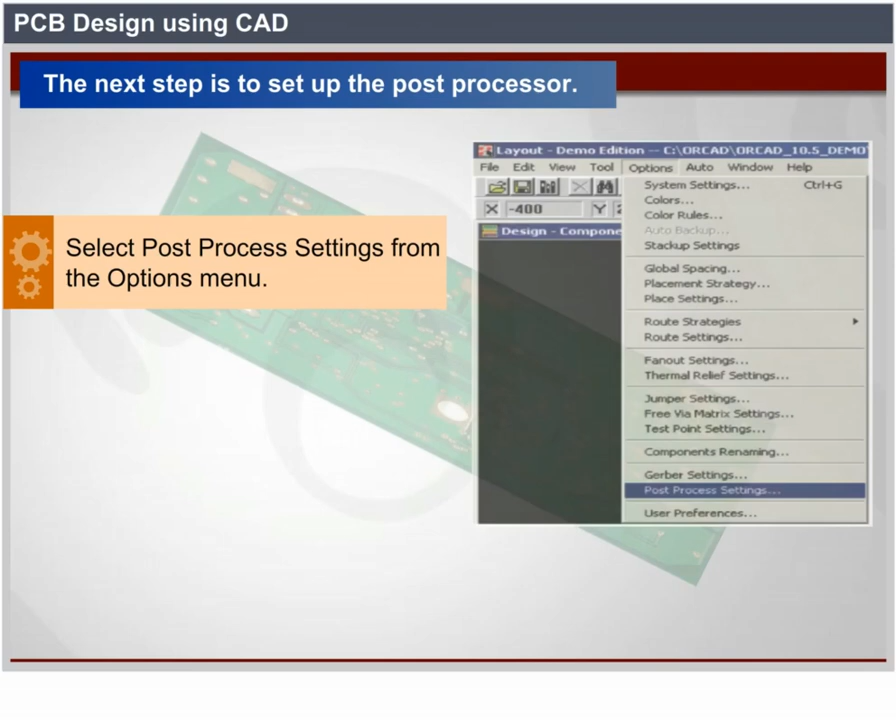 PCB Design using CAD
The next step is to set up the post processor.
Select Post Process Settings from
the Options menu.
Layout - Demo Edition -- C:\ORCAD\ORCAD_10.5_DEMO
File Edit View Tool Options Auto Window Help
System Settings... Ctrl+G
Colors...
X -400 Y
Color Rules...
Auto Backup...
Design - Compone
Stackup Settings
Global Spacing...
Placement Strategy...
Place Settings...
Route Strategies
Route Settings...
Fanout Settings...
Thermal Relief Settings...
Jumper Settings...
Free Via Matrix Settings...
Test Point Settings...
Components Renaming...
Gerber Settings...
Post Process Settings...
User Preferences...